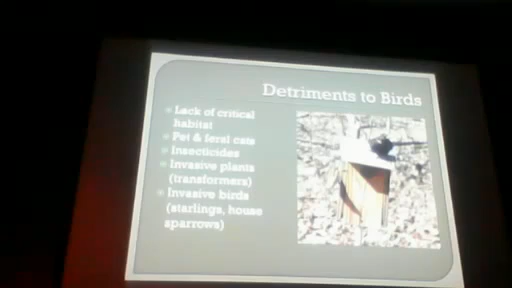 Detriments to Birds
Lack of critical
habitat
Pet & feral cats
Insecticides
Invasive plants
(transformers)
Invasive birds
(starlings, house
sparrows)